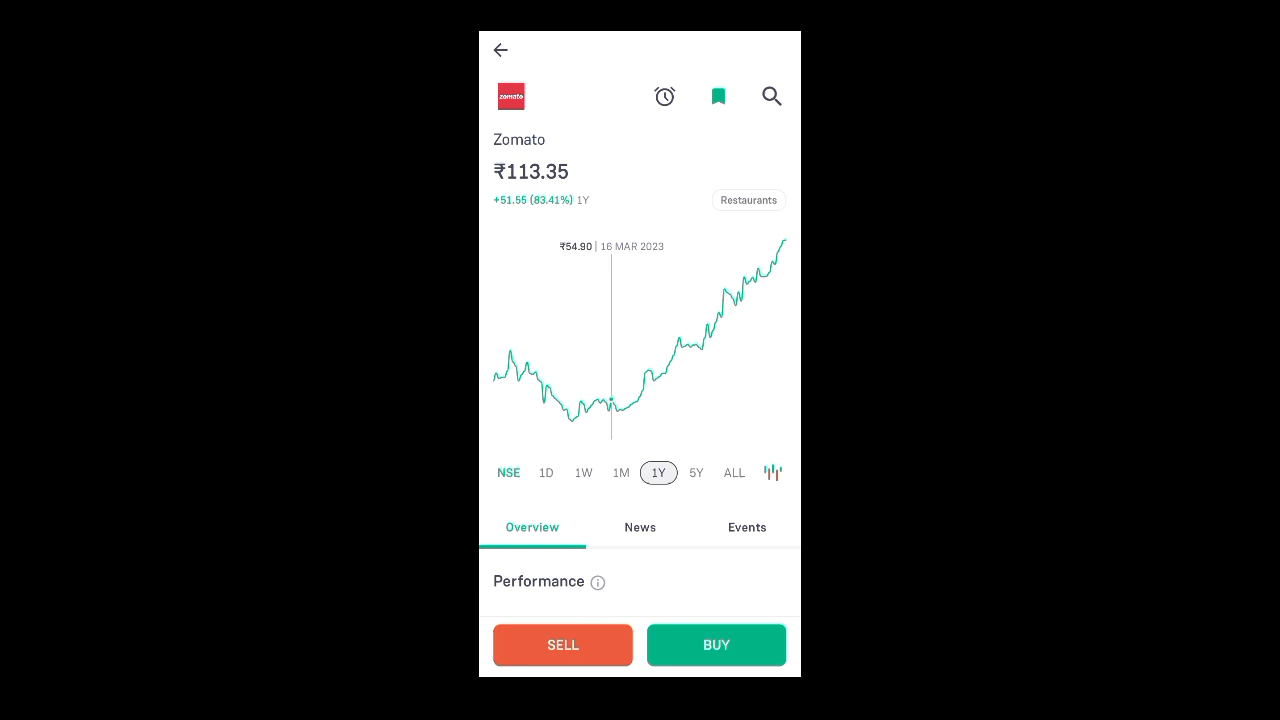 zomato
Zomato
₹113.35
+51.55 (83.41%) 1Y
Restaurants
₹54.90 | 16 MAR 2023
NSE 1D 1W 1M 1Y 5Y ALL
Overview News Events
Performance
SELL BUY